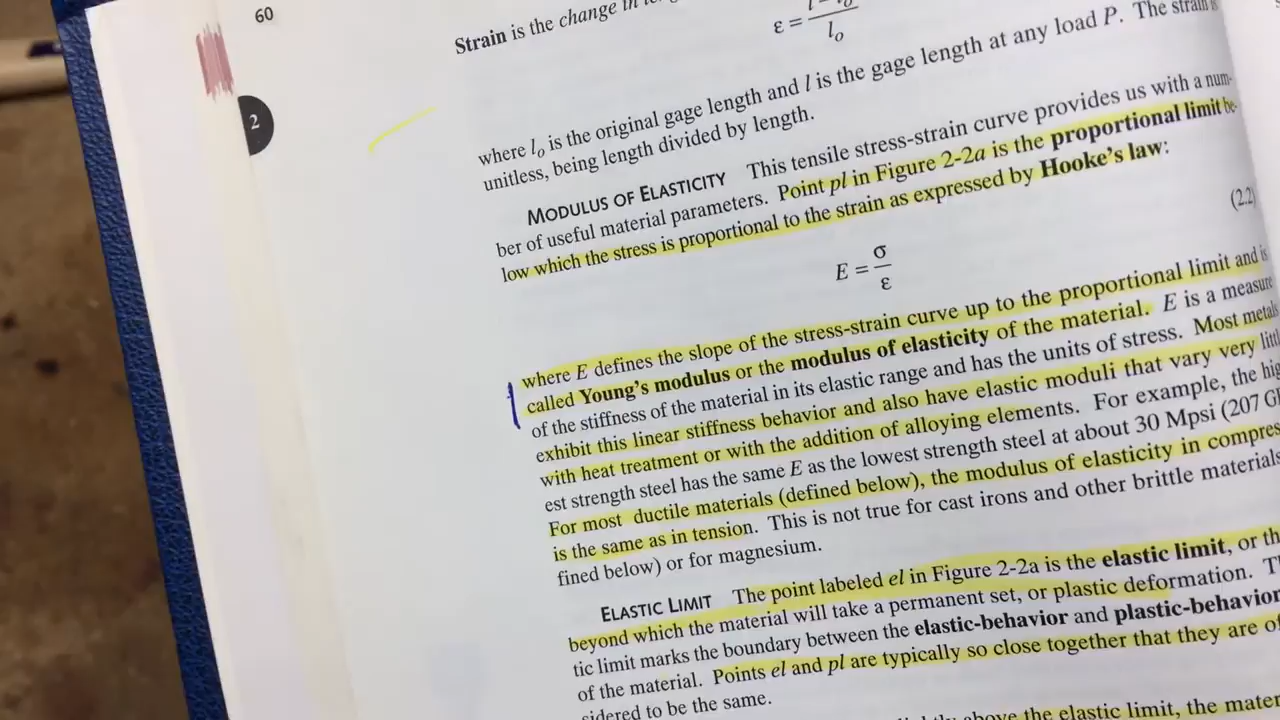 60
Strain is the change in
ε = l – l
lo
2
where lo is the original gage length and l is the gage length at any load P. The strain is
unitless, being length divided by length.
MODULUS OF ELASTICITY This tensile stress-strain curve provides us with a num-
ber of useful material parameters. Point pl in Figure 2-2a is the proportional limit be-
low which the stress is proportional to the strain as expressed by Hooke's law:
E = σ
ε
(2.2)
where E defines the slope of the stress-strain curve up to the proportional limit and is
called Young's modulus or the modulus of elasticity of the material. E is a measure
of the stiffness of the material in its elastic range and has the units of stress. Most metals
exhibit this linear stiffness behavior and also have elastic moduli that vary very
with heat treatment or with the addition of alloying elements. For example, the
est strength steel has the same E as the lowest strength steel at about 30 Mpsi (207
For most ductile materials (defined below), the modulus of elasticity in compres
is the same as in tension. This is not true for cast irons and other brittle materials
fined below) or for magnesium.
ELASTIC LIMIT The point labeled el in Figure 2-2a is the elastic limit, or
beyond which the material will take a permanent set, or plastic deformation.
tic limit marks the boundary between the elastic-behavior and plastic-behavior
of the material. Points el and pl are typically so close together that they are
sidered to be the same.
above the elastic limit, the mater